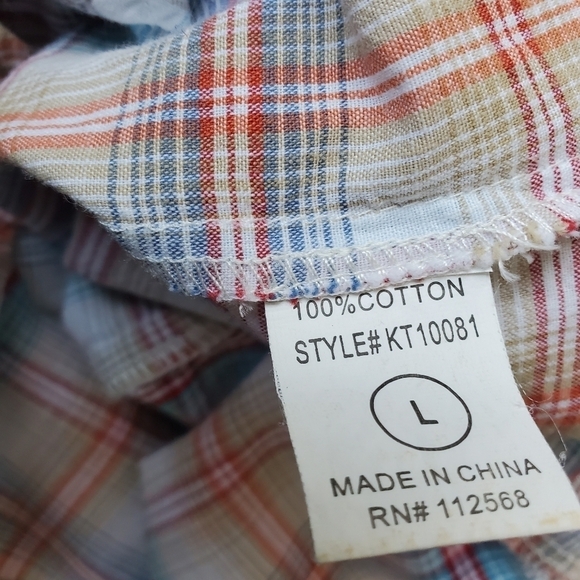 100%COTTON
STYLE# KT10081
L
MADE IN CHINA
RN# 112568